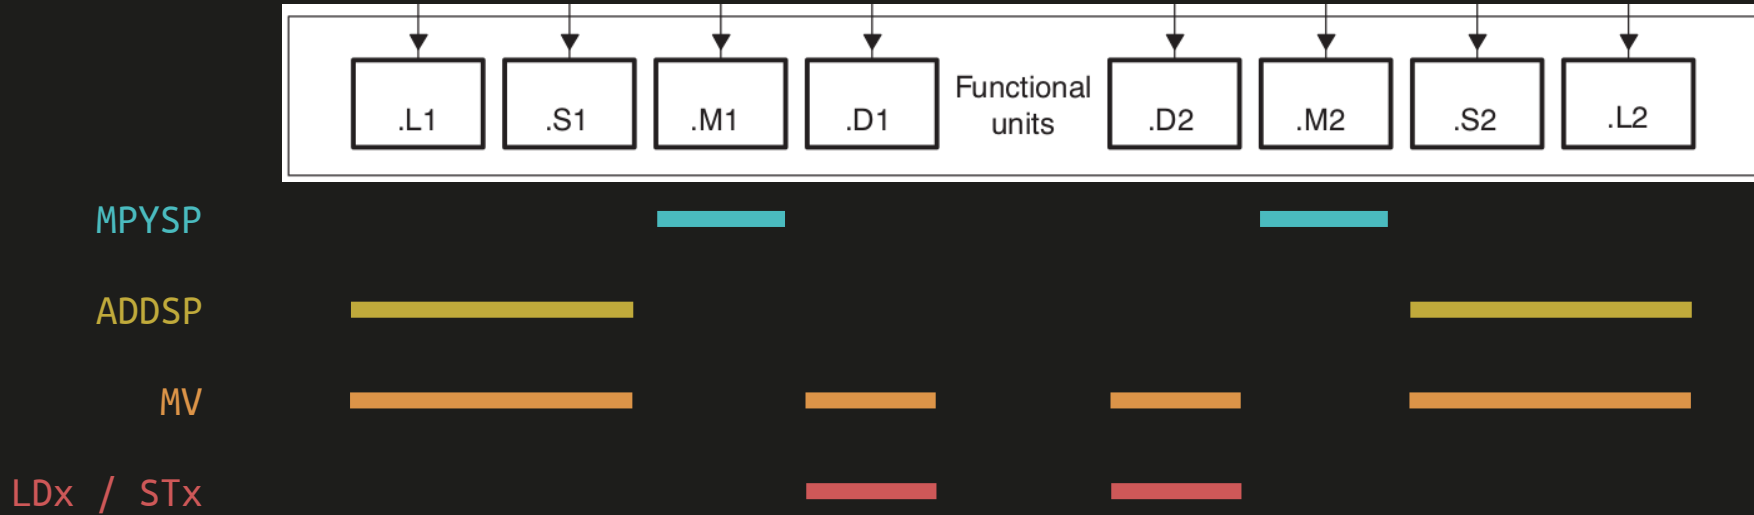 .L1
.S1
.M1
.D1
Functional
units
.D2
.M2
.S2
.L2
MPYSP
ADDSP
MV
LDx / STx